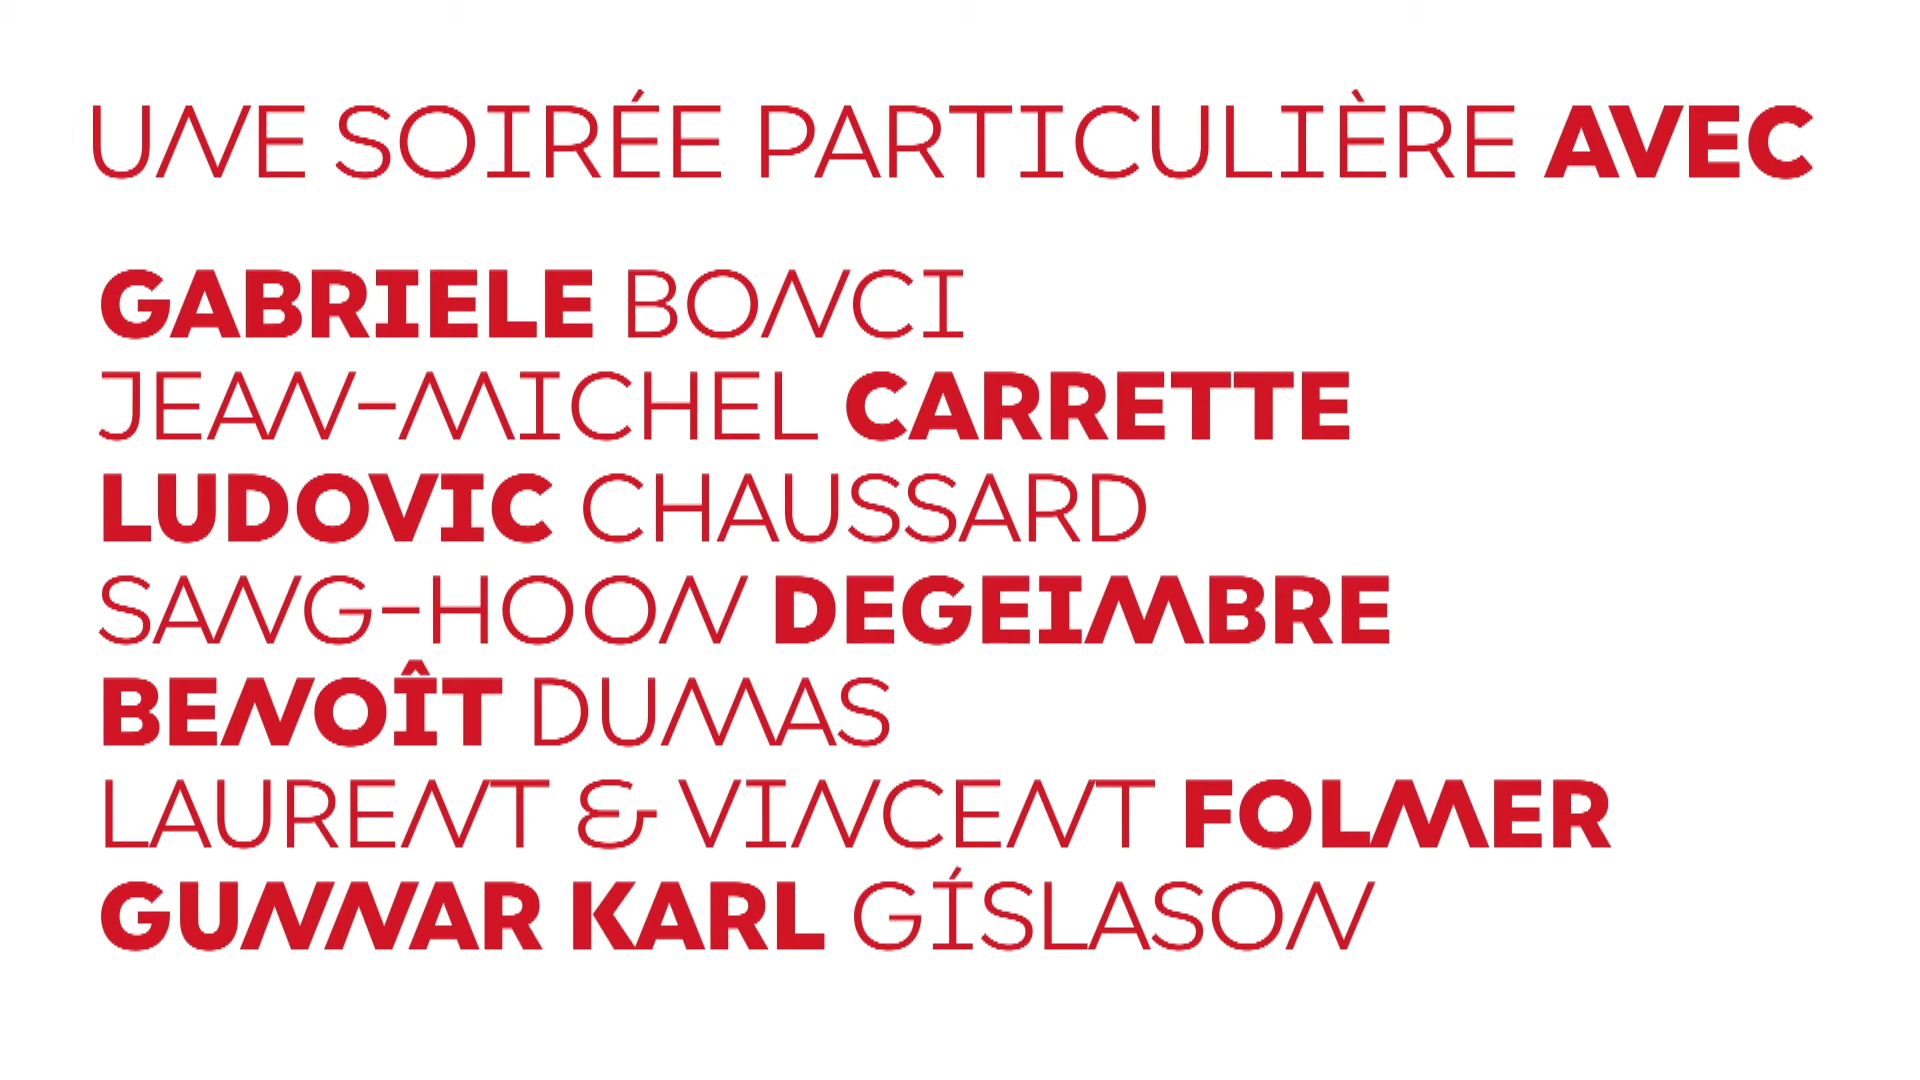 UNE SOIRÉE PARTICULIÈRE AVEC
GABRIELE BONCI
JEAN-MICHEL CARRETTE
LUDOVIC CHAUSSARD
SANG-HOON DEGEIMBRE
BENOÎT DUMAS
LAURENT & VINCENT FOLMER
GUNNAR KARL GÍSLASON